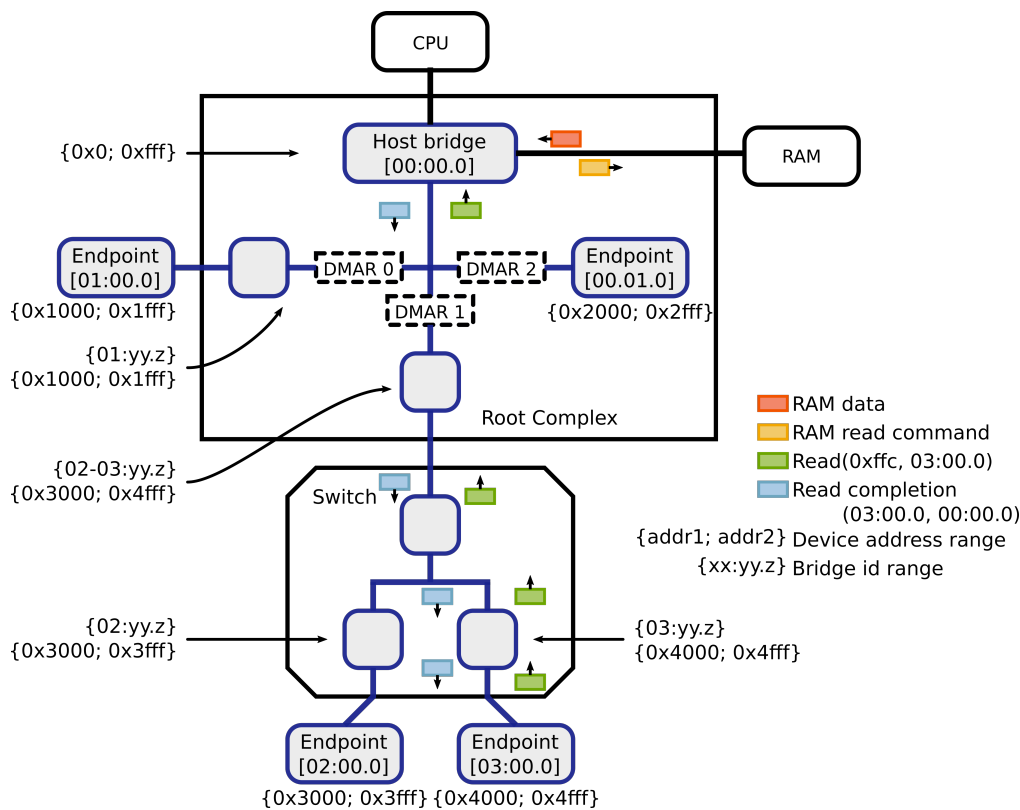 CPU
Host bridge
[00:00.0]
{0x0; 0xfff}
RAM
Endpoint
[01:00.0]
DMAR 0
DMAR 2
Endpoint
[00.01.0]
{0x1000; 0x1fff}
DMAR 1
{0x2000; 0x2fff}
{01:yy.z}
{0x1000; 0x1fff}
Root Complex
RAM data
RAM read command
Read(0xffc, 03:00.0)
Read completion
(03:00.0, 00:00.0)
{addr1; addr2} Device address range
{xx:yy.z} Bridge id range
{02-03:yy.z}
{0x3000; 0x4fff}
Switch
{02:yy.z}
{0x3000; 0x3fff}
{03:yy.z}
{0x4000; 0x4fff}
Endpoint
[02:00.0]
Endpoint
[03:00.0]
{0x3000; 0x3fff}
{0x4000; 0x4fff}